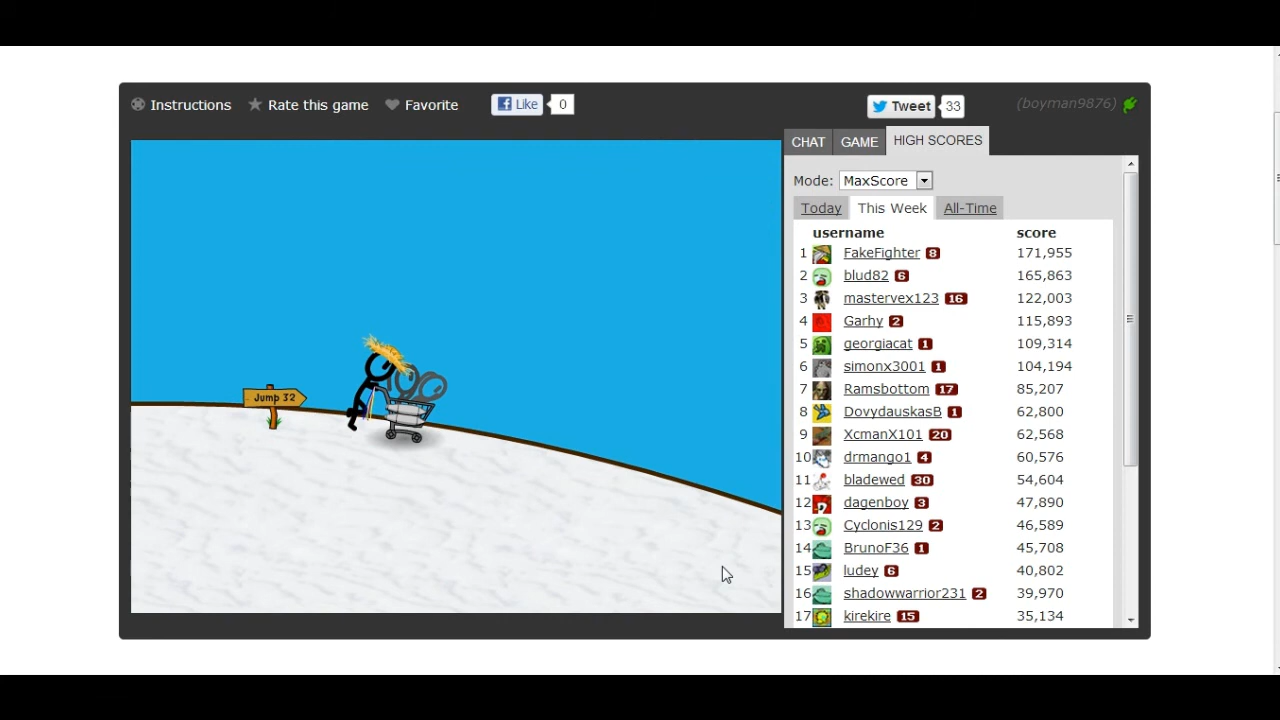 Instructions Rate this game Favorite Like 0 Tweet 33 (boyman9876)
CHAT GAME HIGH SCORES
Mode: MaxScore
Today This Week All-Time
username score
1 FakeFighter 8 171,955
2 blud82 6 165,863
3 mastervex123 16 122,003
4 Garhy 2 115,893
5 georgiacat 1 109,314
6 simonx3001 1 104,194
7 Ramsbottom 17 85,207
8 DovydauskasB 1 62,800
9 XcmanX101 20 62,568
10 drmango1 4 60,576
11 bladewed 30 54,604
12 dagenboy 3 47,890
13 Cyclonis129 2 46,589
14 BrunoF36 1 45,708
15 ludey 6 40,802
16 shadowwarrior231 2 39,970
17 kirekire 15 35,134
Jump 32